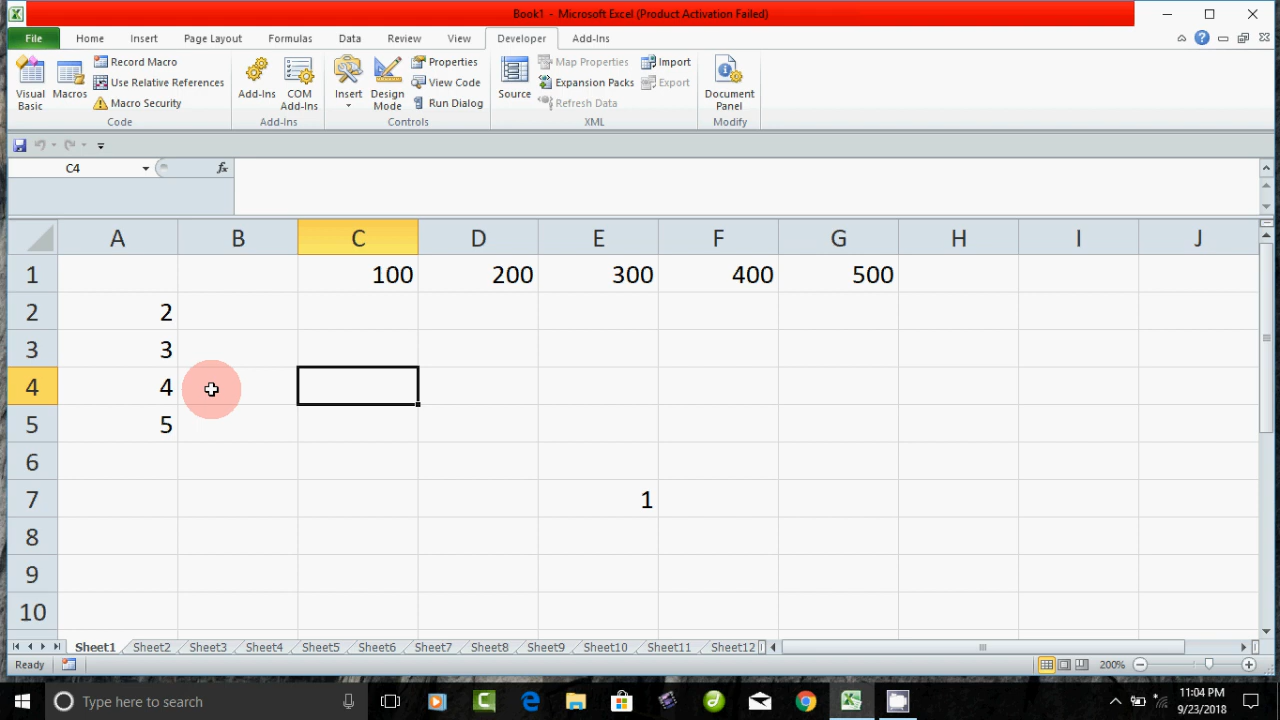 Book1 - Microsoft Excel (Product Activation Failed)
File Home Insert Page Layout Formulas Data Review View Developer Add-Ins
Visual Basic
Macros
Record Macro
Use Relative References
Macro Security
Code
Add-Ins
COM Add-Ins
Add-Ins
Insert
Design Mode
Properties
View Code
Run Dialog
Controls
Source
Map Properties
Expansion Packs
Refresh Data
Import
Export
XML
Document Panel
Modify
C4 fx
A B C D E F G H I J
1 100 200 300 400 500
2 2
3 3
4 4
5 5
6
7 1
8
9
10
Sheet1 Sheet2 Sheet3 Sheet4 Sheet5 Sheet6 Sheet7 Sheet8 Sheet9 Sheet10 Sheet11 Sheet12
Ready 200%
Type here to search
11:04 PM
9/23/2018